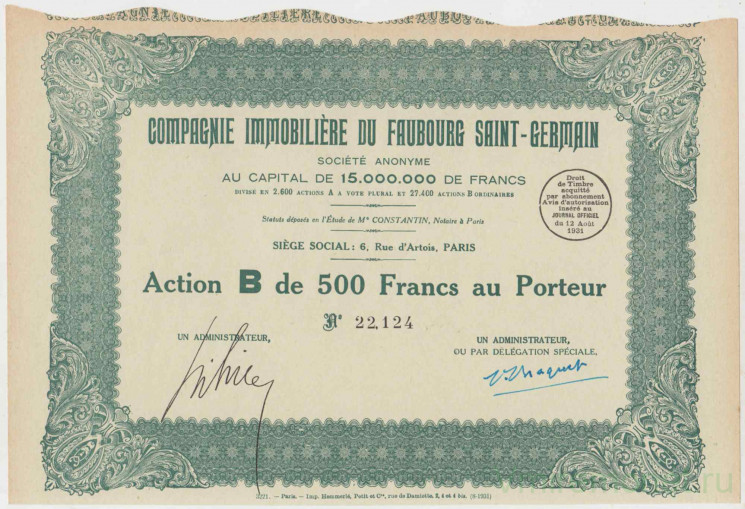 COMPAGNIE IMMOBILIÈRE DU FAUBOURG SAINT-GERMAIN
SOCIÉTÉ ANONYME
AU CAPITAL DE 15.000.000 DE FRANCS
DIVISÉ EN 2.600 ACTIONS A A VOTE PLURAL ET 27.400 ACTIONS B ORDINAIRES
Statuts déposés en l'Étude de Mᵉ CONSTANTIN, Notaire à Paris
SIÈGE SOCIAL : 6, Rue d'Artois, PARIS
Droit
de Timbre
acquitté
par abonnement
Avis d'autorisation
inséré au
JOURNAL OFFICIEL
du 12 Août
1931
Action B de 500 Francs au Porteur
Nº 22,124
UN ADMINISTRATEUR,
UN ADMINISTRATEUR,
OU PAR DÉLÉGATION SPÉCIALE,
3271. — Paris. — Imp. Hemmerlé, Petit et Cⁱᵉ, rue de Damiette, 2, 4 et 4 bis.